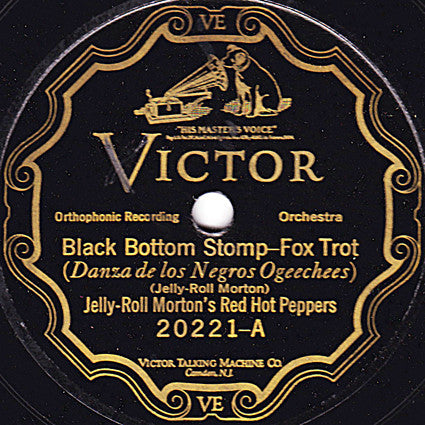 VE
"HIS MASTER'S VOICE"
VICTOR
Orthophonic Recording Orchestra
Black Bottom Stomp–Fox Trot
(Danza de los Negros Ogeechees)
(Jelly-Roll Morton)
Jelly-Roll Morton's Red Hot Peppers
20221–A
VICTOR TALKING MACHINE CO.
Camden, N.J.
VE